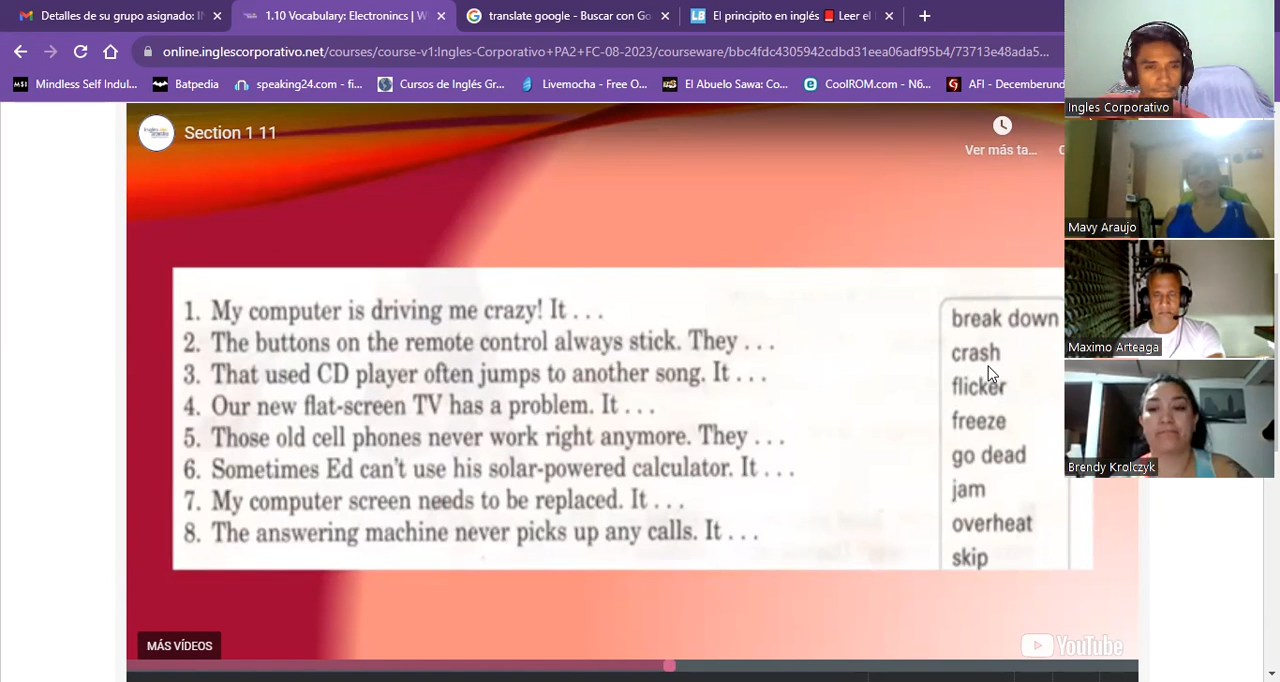 Detalles de su grupo asignado: I
1.10 Vocabulary: Electronincs | W
translate google - Buscar con Go
El principito en inglés 📕 Leer el
online.inglescorporativo.net/courses/course-v1:Ingles-Corporativo+PA2+FC-08-2023/courseware/bbc4fdc4305942cdbd31eea06adf95b4/73713e48ada5...
Mindless Self Indul...
Batpedia
speaking24.com - fi...
Cursos de Inglés Gr...
Livemocha - Free O...
El Abuelo Sawa: Co...
CoolROM.com - N6...
AFI - Decemberund
Section 1 11
Ver más ta...
1. My computer is driving me crazy! It . . .
2. The buttons on the remote control always stick. They . . .
3. That used CD player often jumps to another song. It . . .
4. Our new flat-screen TV has a problem. It . . .
5. Those old cell phones never work right anymore. They . . .
6. Sometimes Ed can't use his solar-powered calculator. It . . .
7. My computer screen needs to be replaced. It . . .
8. The answering machine never picks up any calls. It . . .
break down
crash
flicker
freeze
go dead
jam
overheat
skip
MÁS VÍDEOS
YouTube
Ingles Corporativo
Mavy Araujo
Maximo Arteaga
Brendy Krolczyk